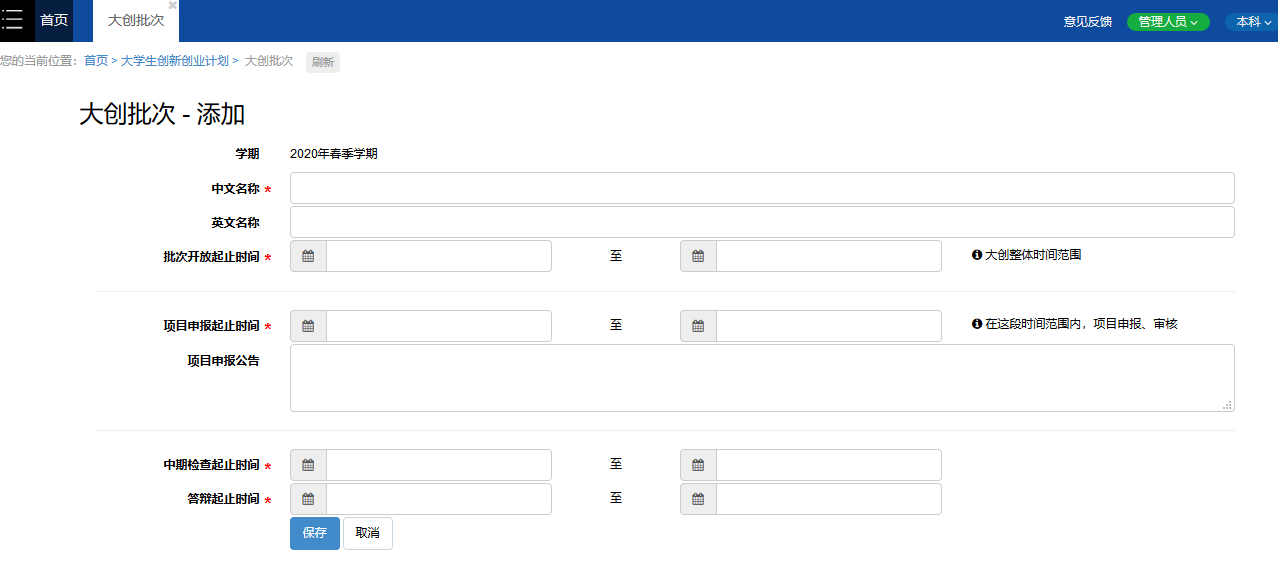 首页 大创批次 意见反馈 管理人员 本科
您的当前位置：首页 > 大学生创新创业计划 > 大创批次 刷新
大创批次 - 添加
学期 2020年春季学期
中文名称 *
英文名称
批次开放起止时间 * 至 大创整体时间范围
项目申报起止时间 * 至 在这段时间范围内，项目申报、审核
项目申报公告
中期检查起止时间 * 至
答辩起止时间 * 至
保存 取消